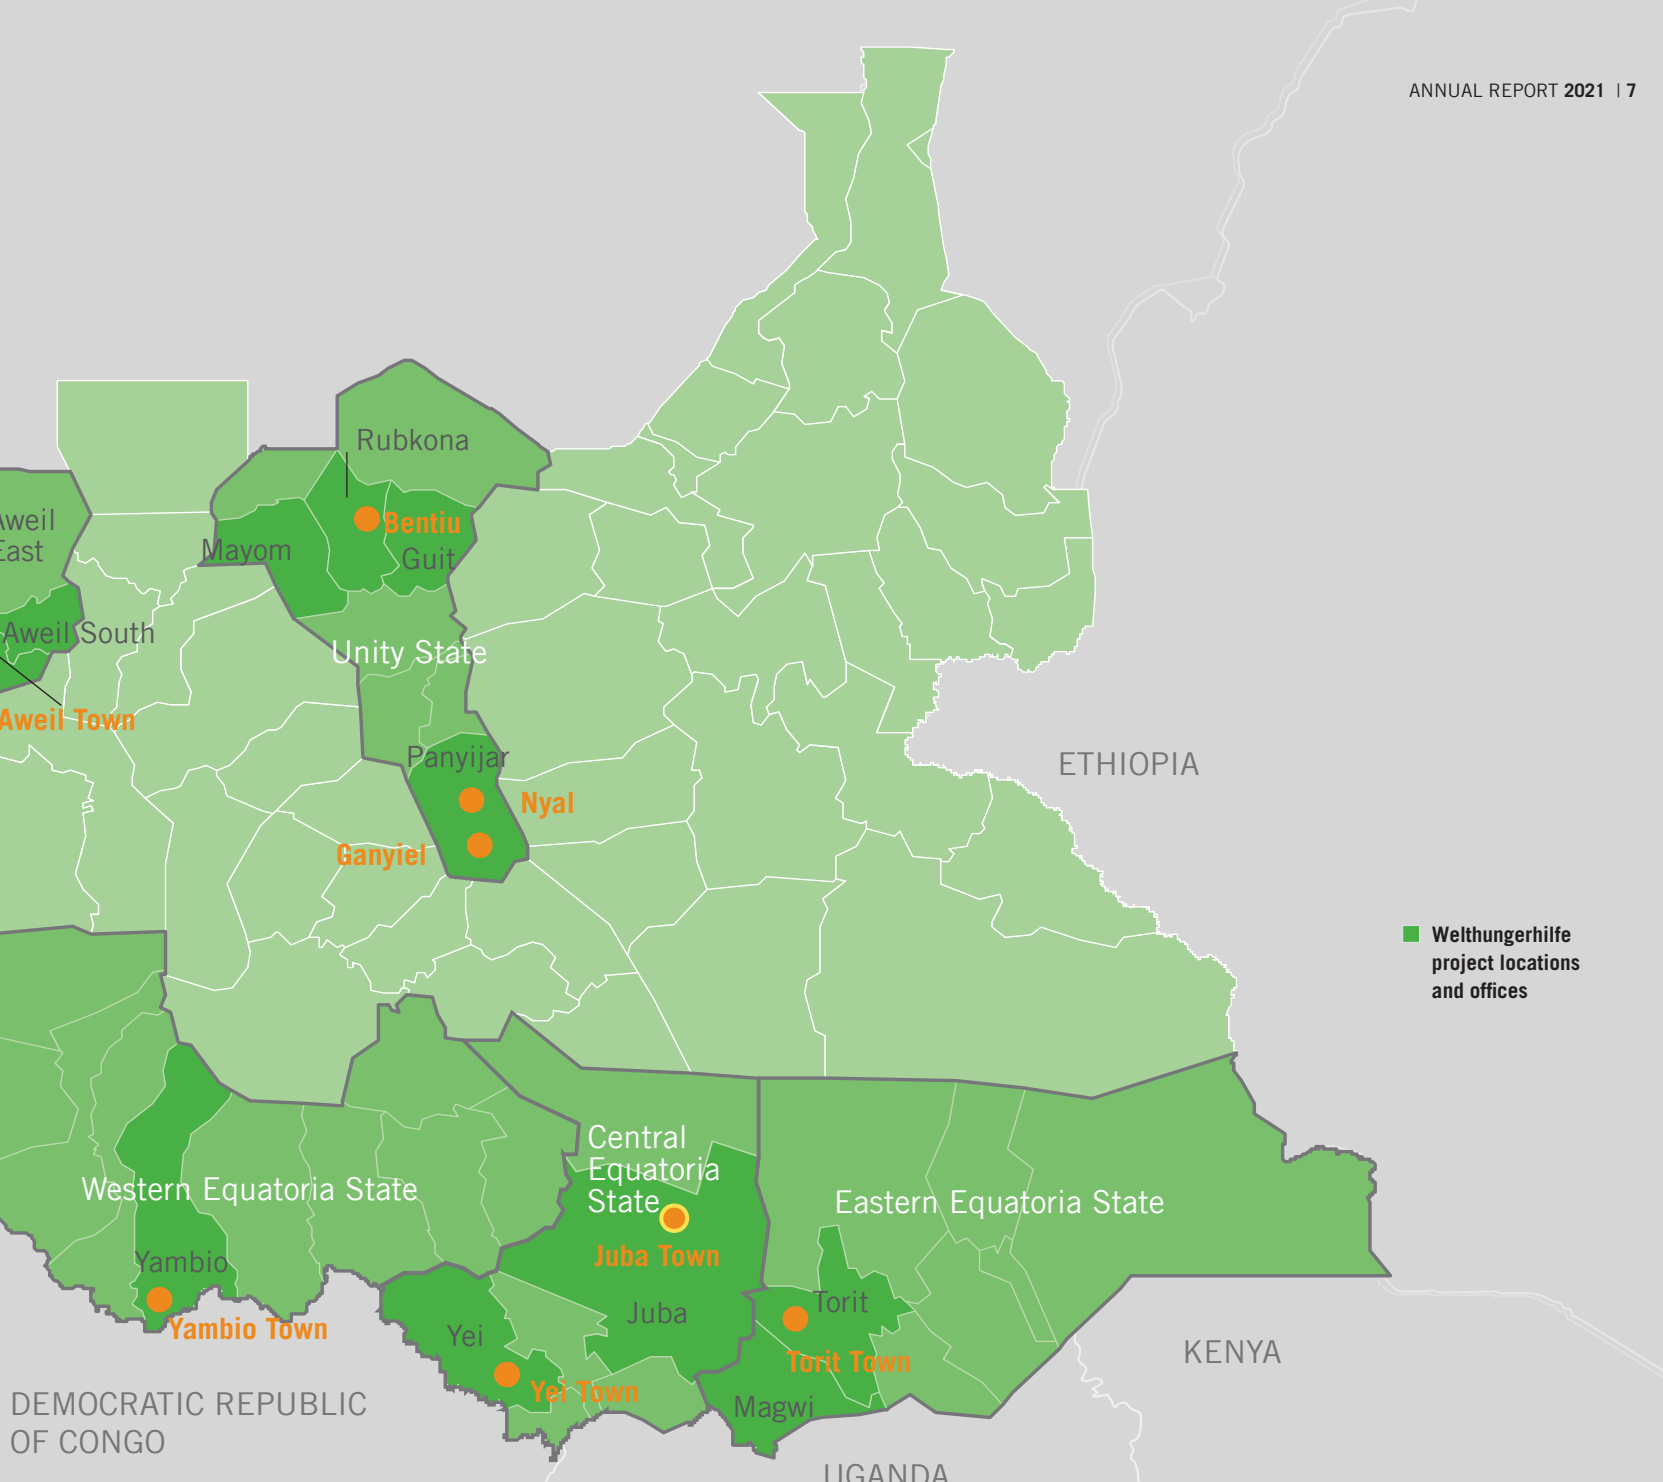 ANNUAL REPORT 2021 | 7
Rubkona
Aweil
East
Bentiu
Mayom
Guit
Aweil South
Unity State
Aweil Town
Panyijar
ETHIOPIA
Nyal
Ganyiel
Welthungerhilfe
project locations
and offices
Central
Equatoria
State
Western Equatoria State
Eastern Equatoria State
Juba Town
Yambio
Torit
Juba
Yambio Town
Yei
KENYA
Torit Town
Yei Town
DEMOCRATIC REPUBLIC
OF CONGO
Magwi
UGANDA